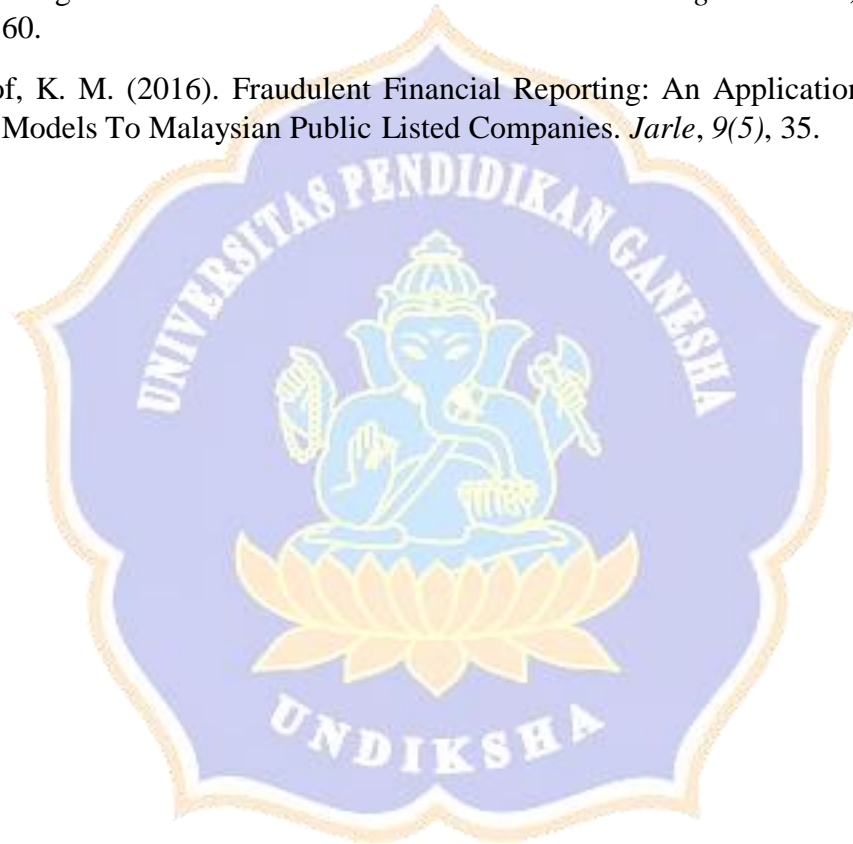 60.
of, K. M. (2016). Fraudulent Financial Reporting: An Application
Models To Malaysian Public Listed Companies. Jarle, 9(5), 35.
UNIVERSITAS PENDIDIKAN GANESHA
UNDIKSHA